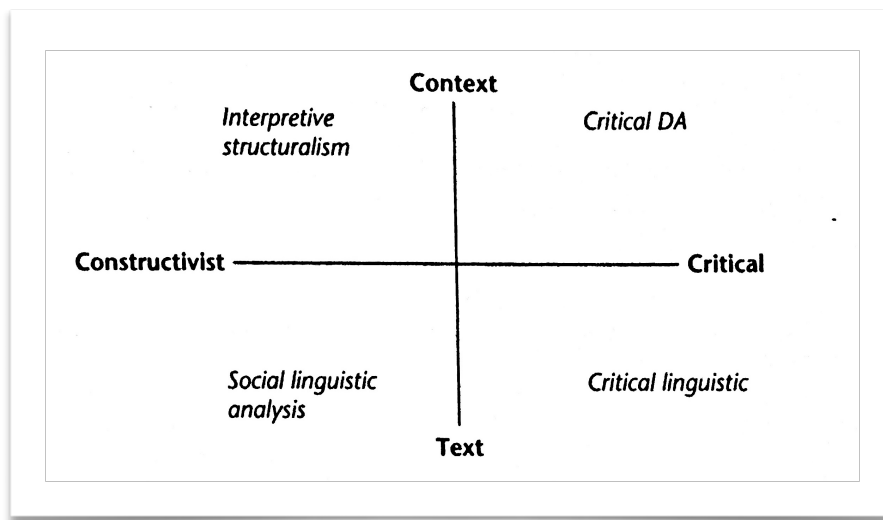 Context
Interpretive
structuralism
Critical DA
Constructivist
Critical
Social linguistic
analysis
Critical linguistic
Text